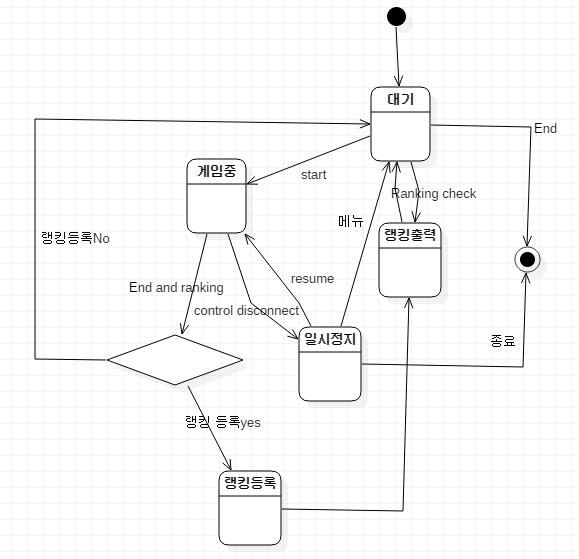 대기
End
게임중
start
Ranking check
메뉴
랭킹출력
랭킹등록No
End and ranking
resume
control disconnect
일시정지
종료
랭킹 등록yes
랭킹등록